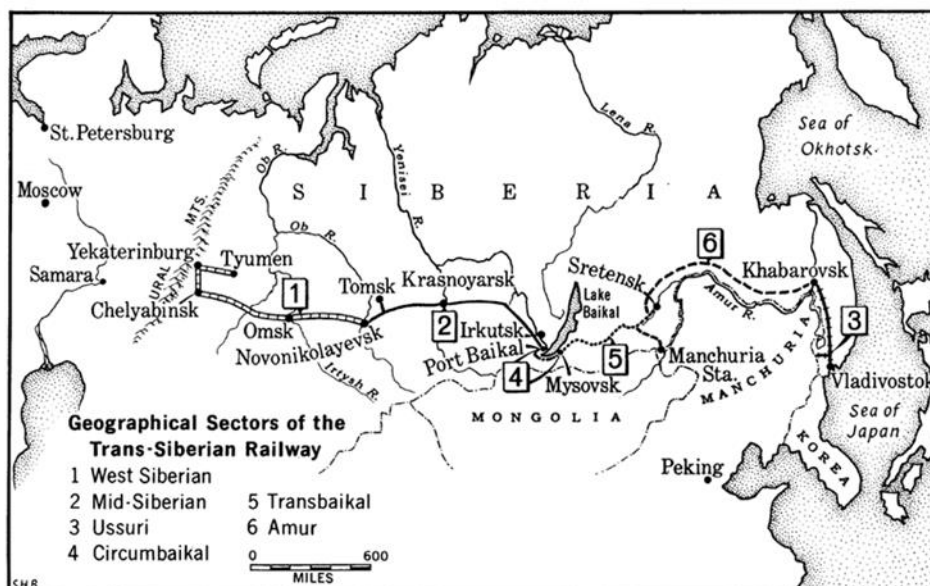 St. Petersburg
Moscow
Samara
Yekaterinburg
Tyumen
Chelyabinsk
URAL
MTS.
Ob R.
Ob R.
Omsk
1
Novonikolayevsk
Irtysh R.
Tomsk
Krasnoyarsk
2
Yenisei R.
SIBERIA
Lena R.
Irkutsk
Port Baikal
Lake
Baikal
4
Mysovsk
5
Sretensk
6
Amur R.
Khabarovsk
3
Manchuria
Sta.
MANCHURIA
Vladivostok
MONGOLIA
Peking
KOREA
Sea of
Okhotsk
Sea of
Japan
Geographical Sectors of the
Trans-Siberian Railway
1 West Siberian
2 Mid-Siberian
3 Ussuri
4 Circumbaikal
5 Transbaikal
6 Amur
0 600
MILES
SHB